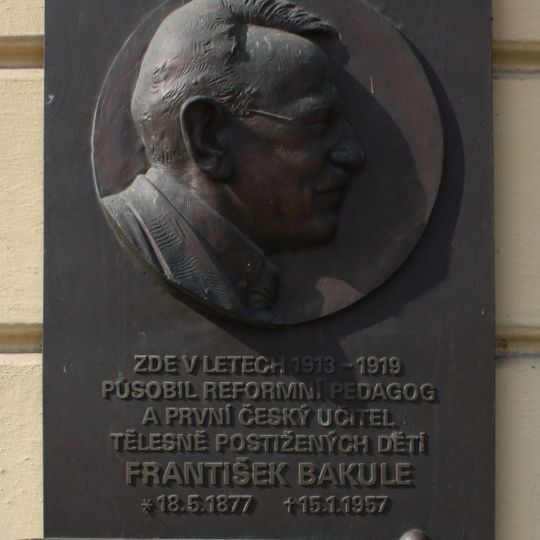 ZDE V LETECH 1913 – 1919
PŮSOBIL REFORMNÍ PEDAGOG
A PRVNÍ ČESKÝ UČITEL
TĚLESNĚ POSTIŽENÝCH DĚTÍ
FRANTIŠEK BAKULE
*18.5.1877 †15.1.1957